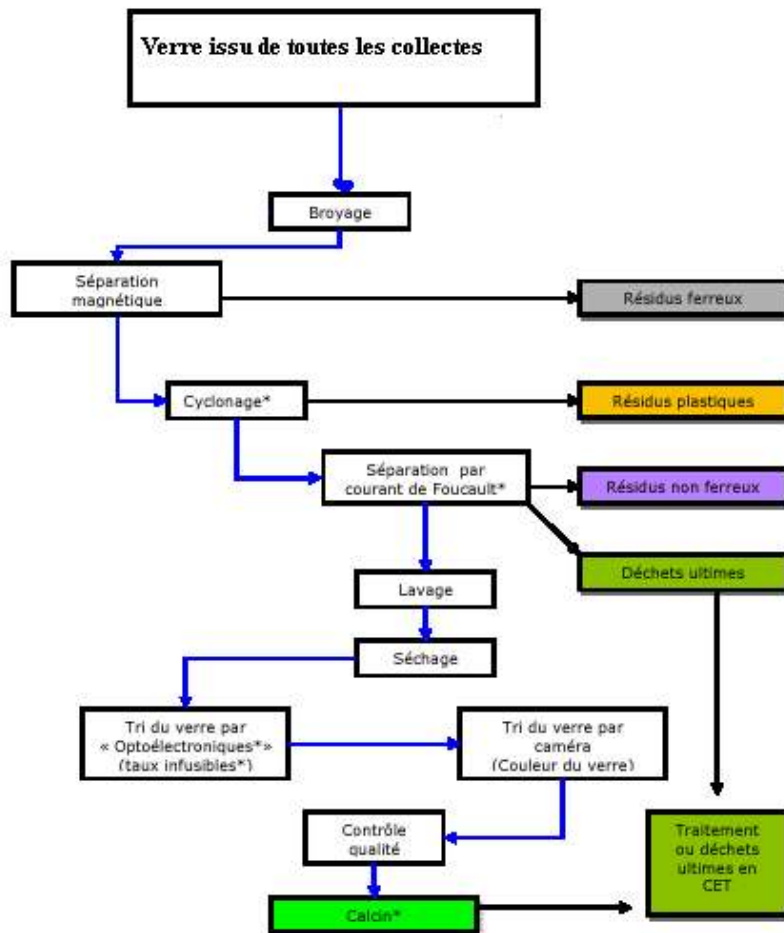 Verre issu de toutes les collectes
Broyage
Séparation
magnétique
Résidus ferreux
Cyclonage*
Résidus plastiques
Séparation par
courant de Foucault*
Résidus non ferreux
Déchets ultimes
Lavage
Séchage
Tri du verre par
« Optoélectroniques*»
(taux infusibles*)
Tri du verre par
caméra
(Couleur du verre)
Contrôle
qualité
Traitement
ou déchets
ultimes en
CET
Calcin*